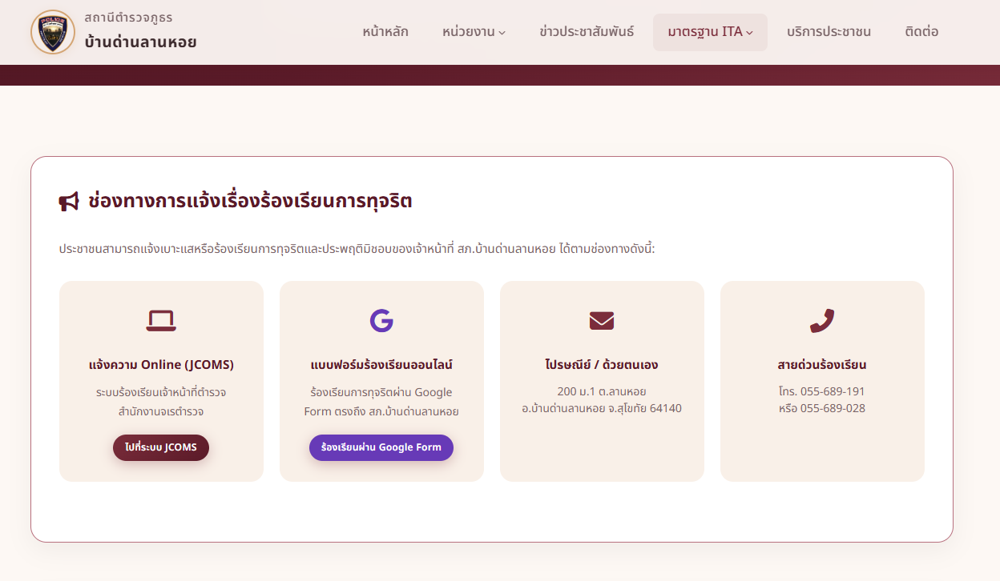 สถานีตำรวจภูธร
บ้านด่านลานหอย
หน้าหลัก
หน่วยงาน
ข่าวประชาสัมพันธ์
มาตรฐาน ITA
บริการประชาชน
ติดต่อ
ช่องทางการแจ้งเรื่องร้องเรียนการทุจริต
ประชาชนสามารถแจ้งเบาะแสหรือร้องเรียนการทุจริตและประพฤติมิชอบของเจ้าหน้าที่ สภ.บ้านด่านลานหอย ได้ตามช่องทางดังนี้:
แจ้งความ Online (JCOMS)
ระบบร้องเรียนเจ้าหน้าที่ตำรวจ
สำนักงานจเรตำรวจ
ไปที่ระบบ JCOMS
แบบฟอร์มร้องเรียนออนไลน์
ร้องเรียนการทุจริตผ่าน Google
Form ตรงถึง สภ.บ้านด่านลานหอย
ร้องเรียนผ่าน Google Form
ไปรษณีย์ / ด้วยตนเอง
200 ม.1 ต.ลานหอย
อ.บ้านด่านลานหอย จ.สุโขทัย 64140
สายด่วนร้องเรียน
โทร. 055-689-191
หรือ 055-689-028